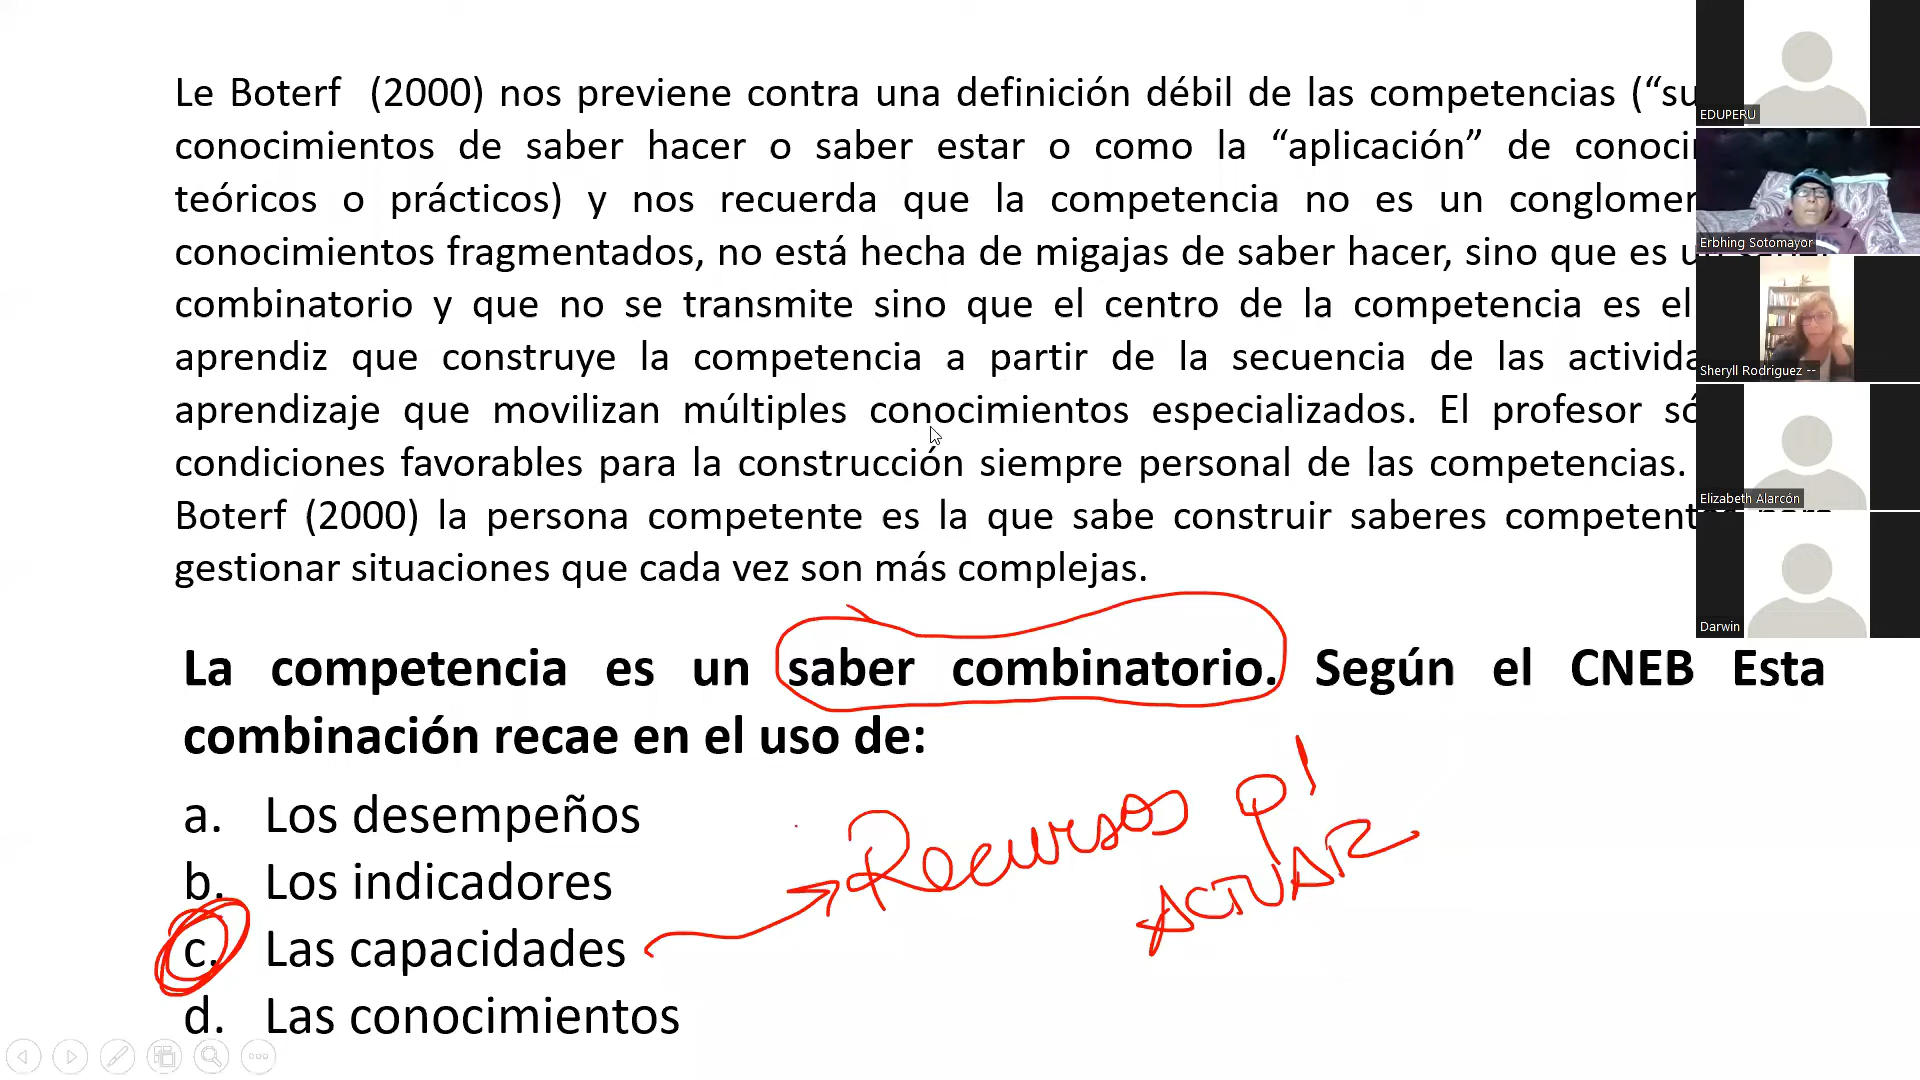 Le Boterf (2000) nos previene contra una definición débil de las competencias (“su
conocimientos de saber hacer o saber estar o como la “aplicación” de conoci
teóricos o prácticos) y nos recuerda que la competencia no es un conglomer
conocimientos fragmentados, no está hecha de migajas de saber hacer, sino que es un saber
combinatorio y que no se transmite sino que el centro de la competencia es el
aprendiz que construye la competencia a partir de la secuencia de las activida
aprendizaje que movilizan múltiples conocimientos especializados. El profesor só
condiciones favorables para la construcción siempre personal de las competencias.
Boterf (2000) la persona competente es la que sabe construir saberes competentes para
gestionar situaciones que cada vez son más complejas.
La competencia es un saber combinatorio. Según el CNEB Esta
combinación recae en el uso de:
a. Los desempeños
b. Los indicadores
c. Las capacidades
d. Las conocimientos
Recursos p'
ACTUAR
EDUPERU
Erbhing Sotomayor
Sheryll Rodriguez --
Elizabeth Alarcón
Darwin